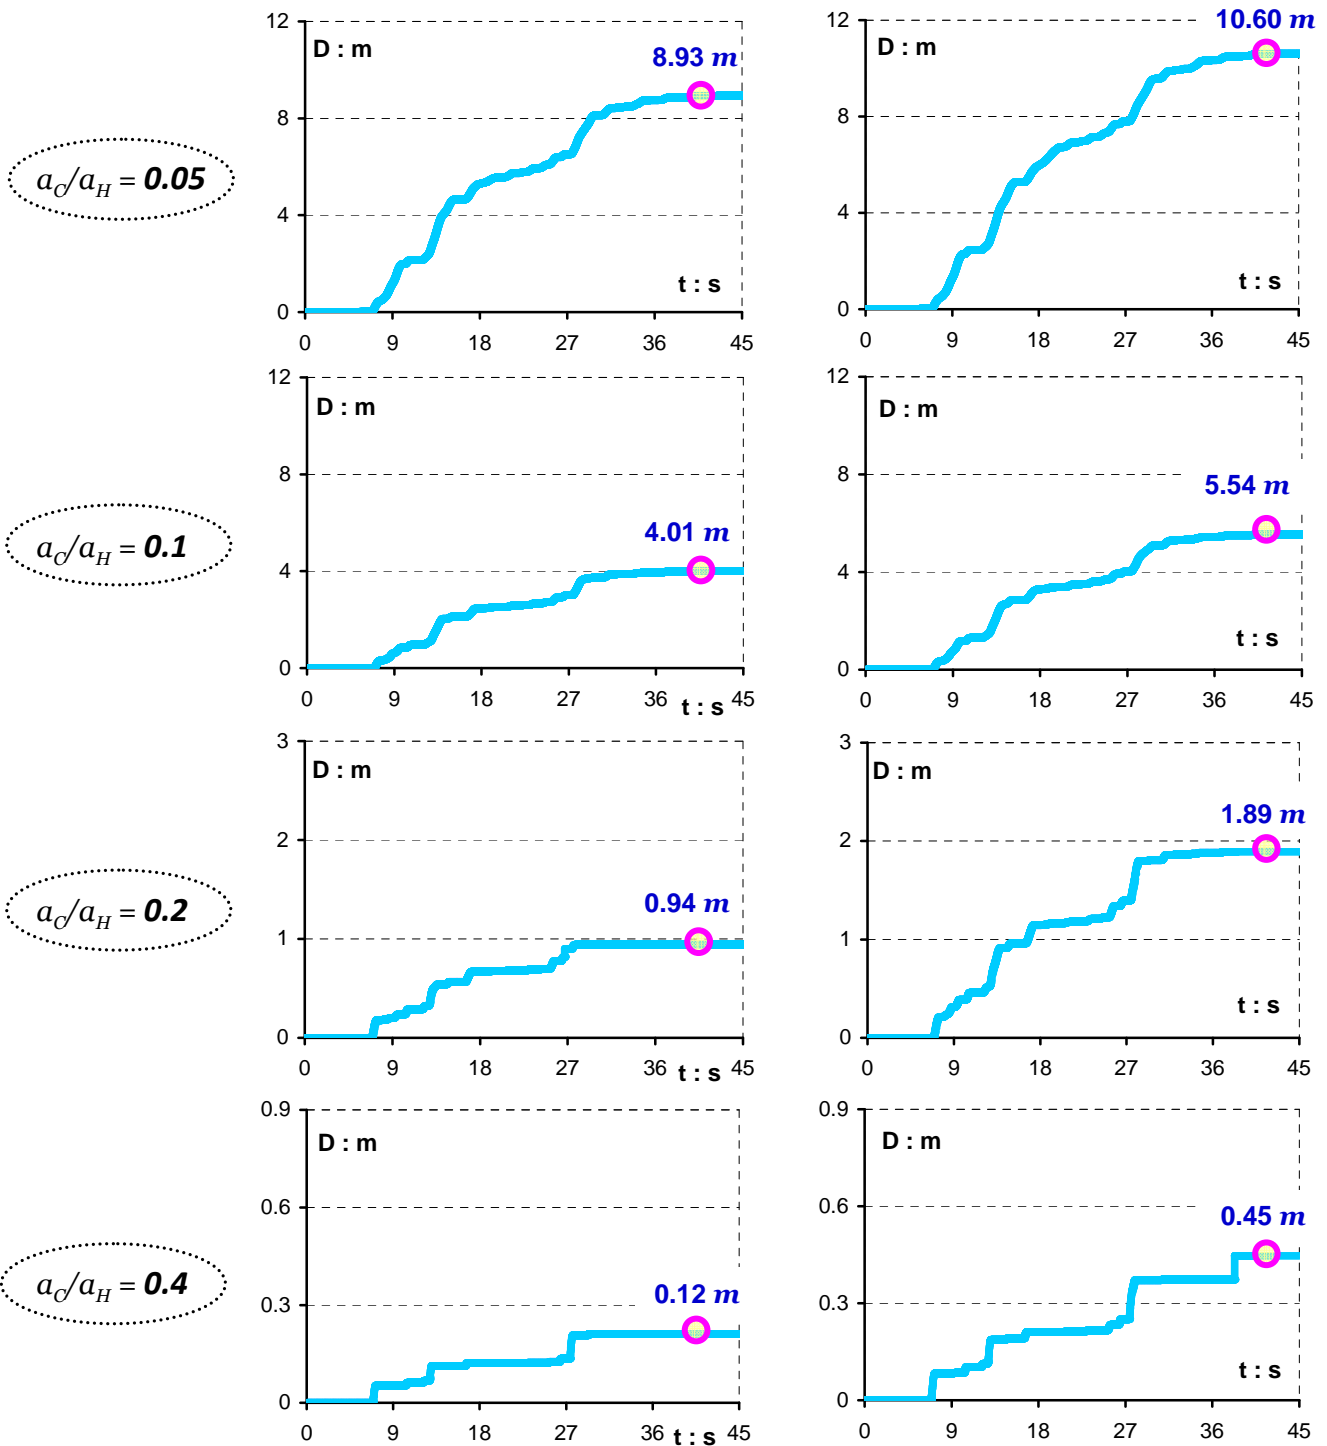 a_C/a_H = 0.05
12
D : m
8.93 m
8
4
t : s
0
0 9 18 27 36 45
12
D : m
10.60 m
8
4
t : s
0
0 9 18 27 36 45
a_C/a_H = 0.1
12
D : m
8
4.01 m
4
0
0 9 18 27 36 t : s 45
12
D : m
8
5.54 m
4
t : s
0
0 9 18 27 36 45
a_C/a_H = 0.2
3
D : m
2
0.94 m
1
0
0 9 18 27 36 t : s 45
3
D : m
1.89 m
2
1
t : s
0
0 9 18 27 36 45
a_C/a_H = 0.4
0.9
D : m
0.6
0.12 m
0.3
0
0 9 18 27 36 t : s 45
0.9
D : m
0.6
0.45 m
0.3
t : s
0
0 9 18 27 36 45